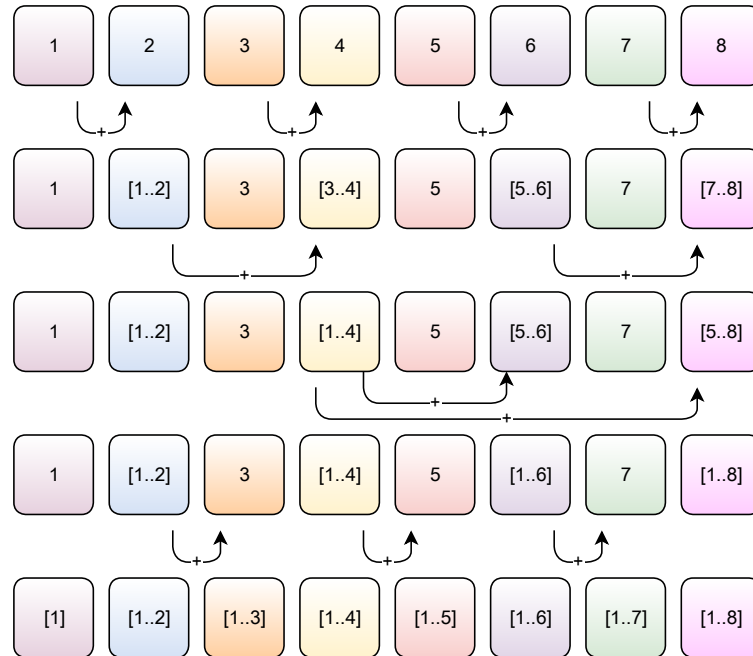 1 2 3 4 5 6 7 8
+ + + +
1 [1..2] 3 [3..4] 5 [5..6] 7 [7..8]
+ +
1 [1..2] 3 [1..4] 5 [5..6] 7 [5..8]
+
+
1 [1..2] 3 [1..4] 5 [1..6] 7 [1..8]
+ + +
[1] [1..2] [1..3] [1..4] [1..5] [1..6] [1..7] [1..8]